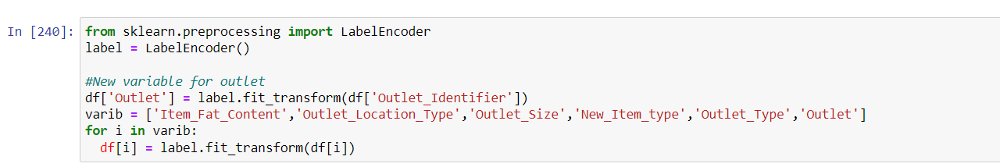 In [240]: from sklearn.preprocessing import LabelEncoder
label = LabelEncoder()
#New variable for outlet
df['Outlet'] = label.fit_transform(df['Outlet_Identifier'])
varib = ['Item_Fat_Content','Outlet_Location_Type','Outlet_Size','New_Item_type','Outlet_Type','Outlet']
for i in varib:
  df[i] = label.fit_transform(df[i])